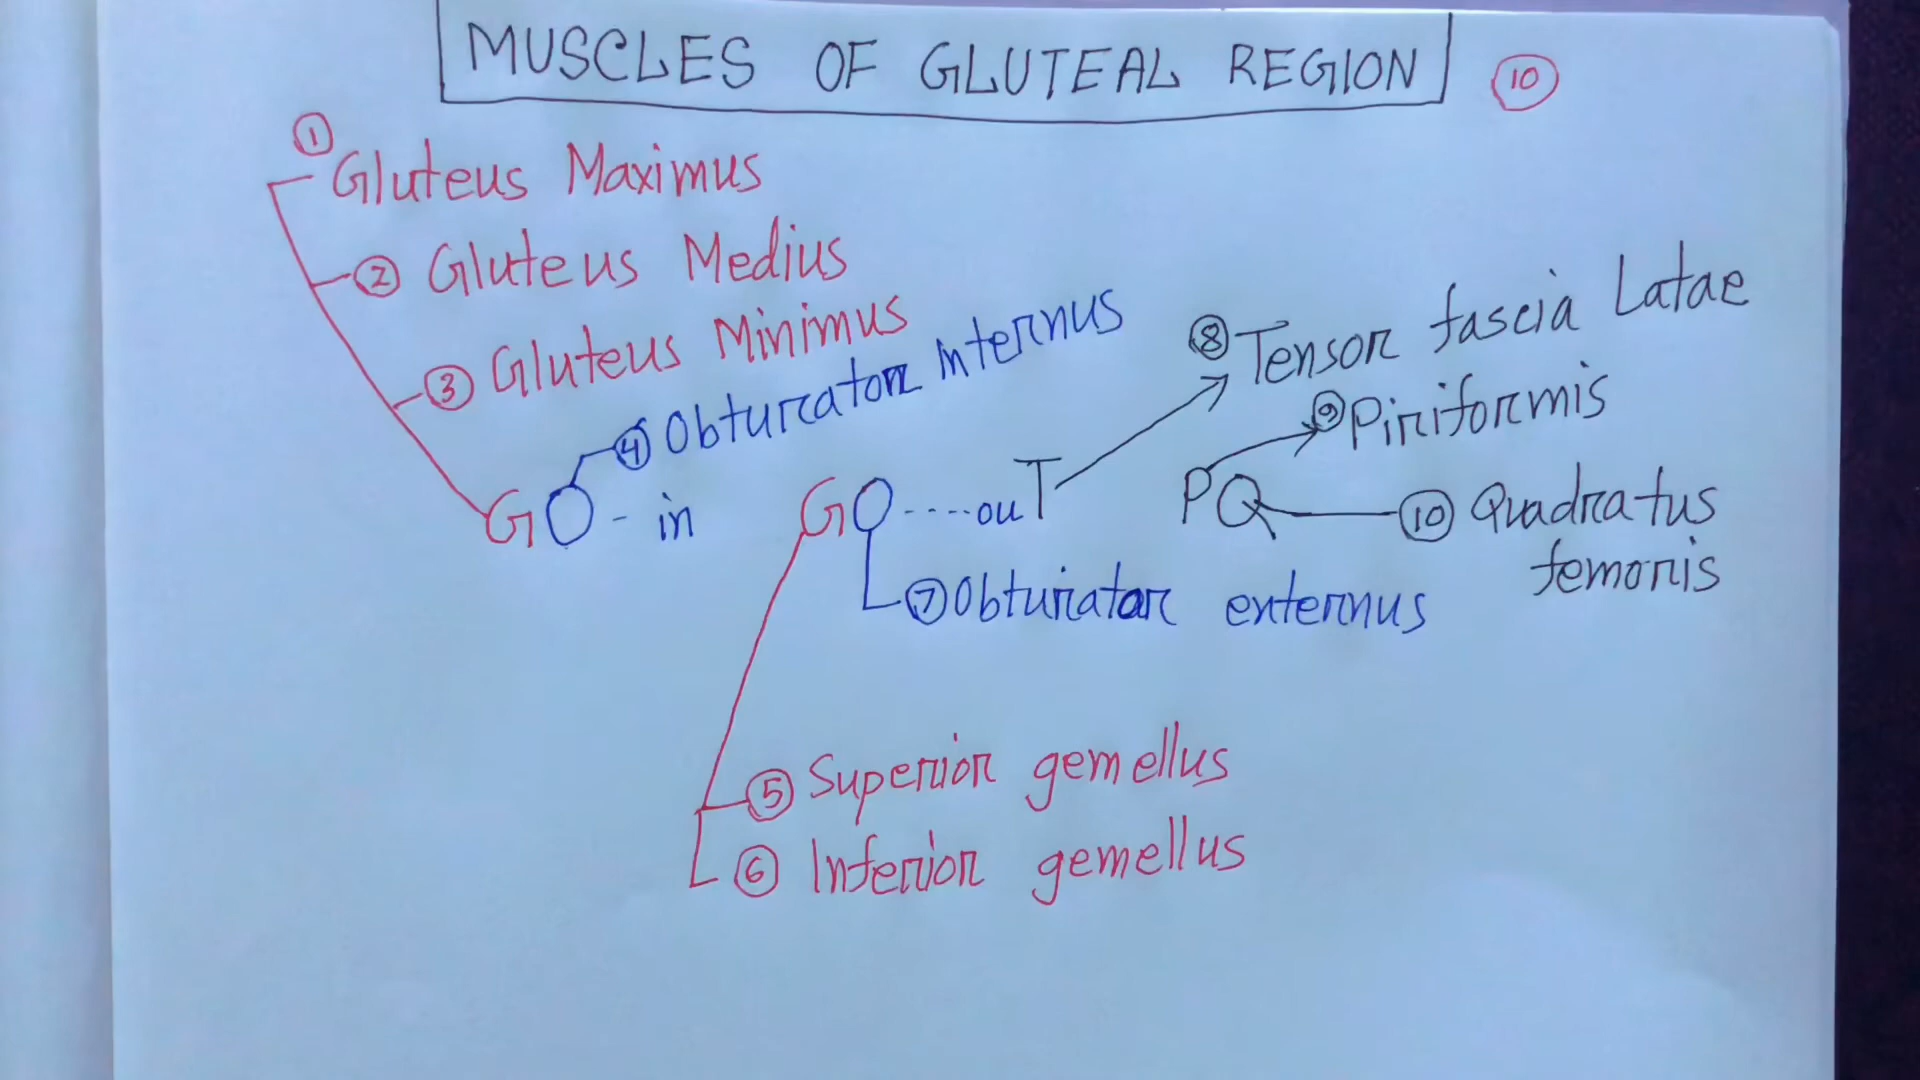 MUSCLES OF GLUTEAL REGION 10
1 Gluteus Maximus
2 Gluteus Medius
3 Gluteus Minimus
4 Obturator internus
8 Tensor fascia Latae
9 Piriformis
GO - in GO ....ouT PQ 10 Quadratus
femoris
7 Obturator externus
5 Superior gemellus
6 Inferior gemellus